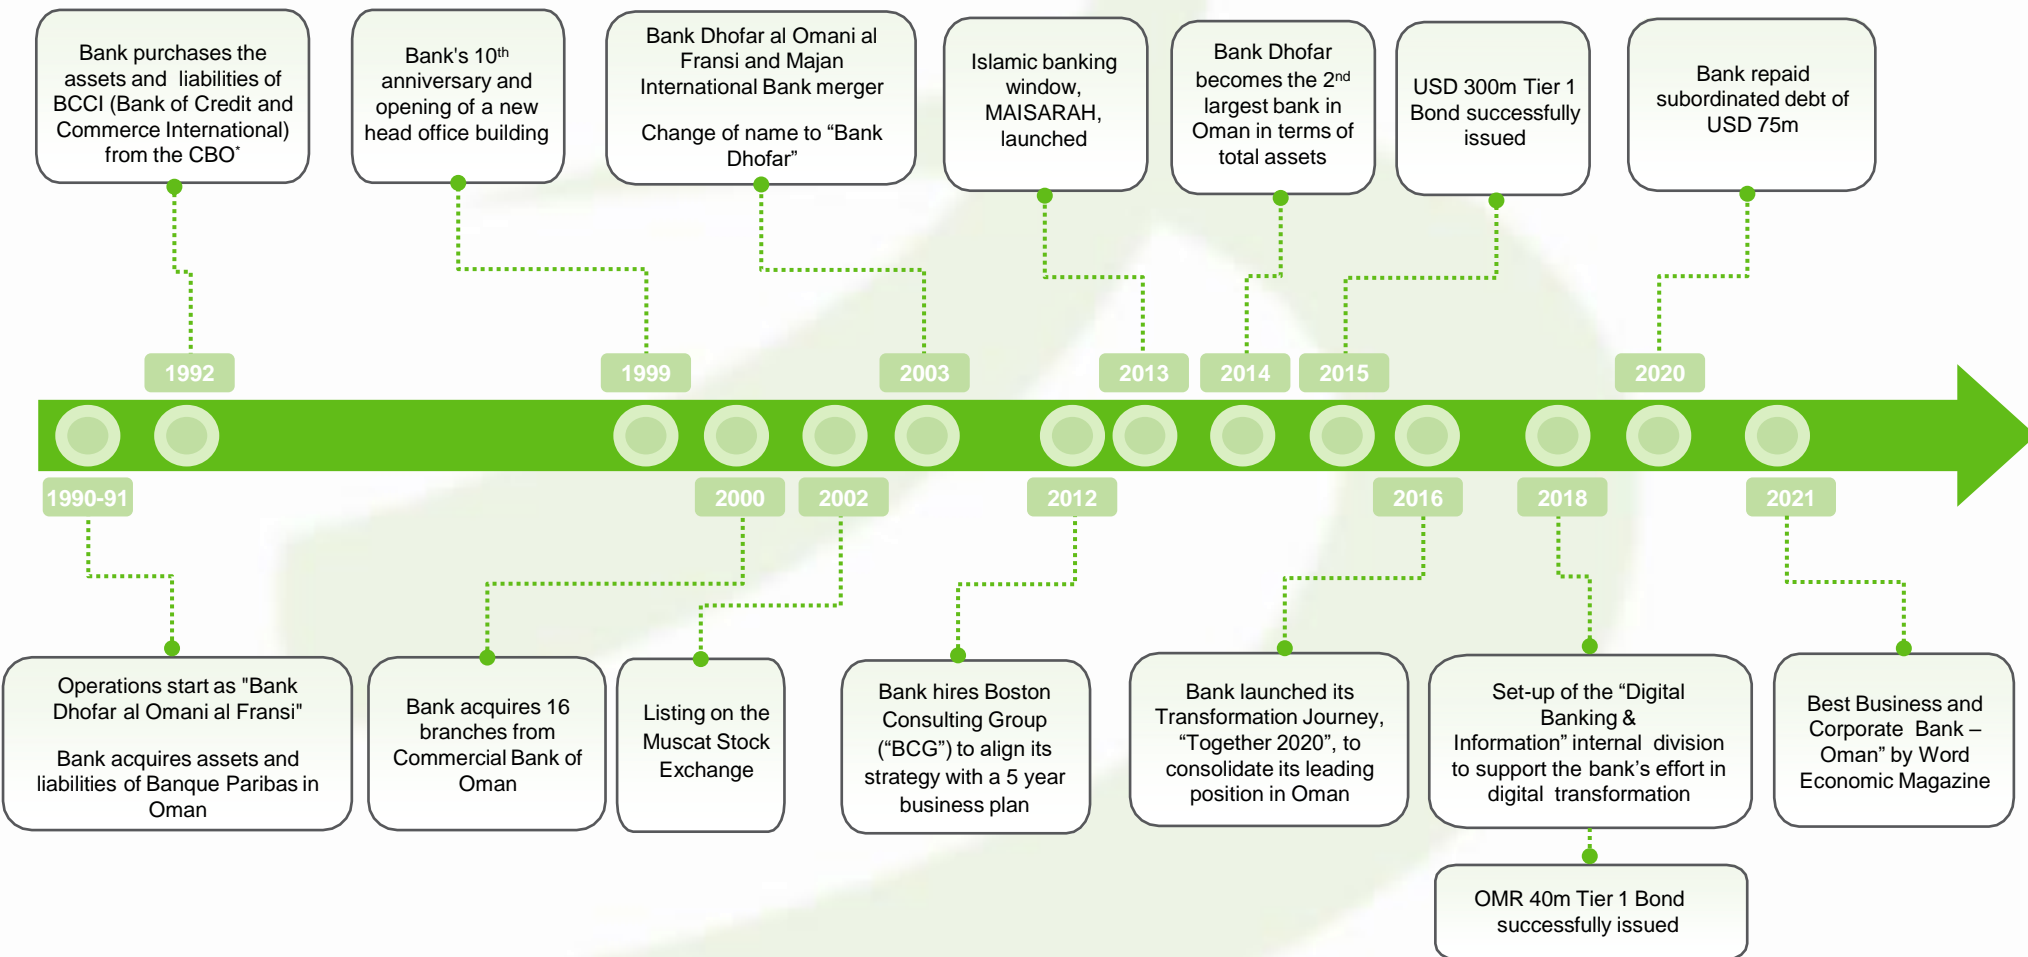 Bank purchases the
assets and liabilities of
BCCI (Bank of Credit and
Commerce International)
from the CBO*
Bank's 10th
anniversary and
opening of a new
head office building
Bank Dhofar al Omani al
Fransi and Majan
International Bank merger
Change of name to “Bank
Dhofar”
Islamic banking
window,
MAISARAH,
launched
Bank Dhofar
becomes the 2nd
largest bank in
Oman in terms of
total assets
USD 300m Tier 1
Bond successfully
issued
Bank repaid
subordinated debt of
USD 75m
1992
1999
2003
2013
2014
2015
2020
1990-91
2000
2002
2012
2016
2018
2021
Operations start as "Bank
Dhofar al Omani al Fransi"
Bank acquires assets and
liabilities of Banque Paribas in
Oman
Bank acquires 16
branches from
Commercial Bank of
Oman
Listing on the
Muscat Stock
Exchange
Bank hires Boston
Consulting Group
(“BCG”) to align its
strategy with a 5 year
business plan
Bank launched its
Transformation Journey,
“Together 2020”, to
consolidate its leading
position in Oman
Set-up of the “Digital
Banking &
Information” internal division
to support the bank’s effort in
digital transformation
Best Business and
Corporate Bank –
Oman” by Word
Economic Magazine
OMR 40m Tier 1 Bond
successfully issued